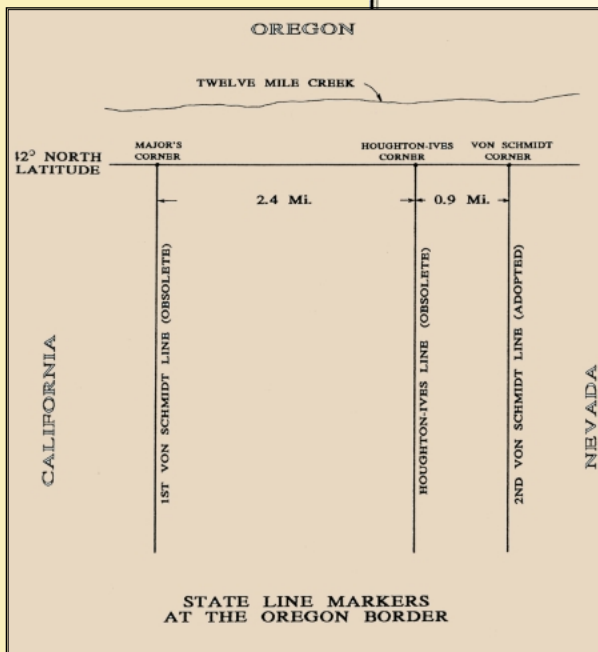 OREGON
TWELVE MILE CREEK
MAJOR'S
CORNER
HOUGHTON-IVES
CORNER
VON SCHMIDT
CORNER
42° NORTH
LATITUDE
2.4 Mi.
0.9 Mi.
CALIFORNIA
1ST VON SCHMIDT LINE (OBSOLETE)
HOUGHTON-IVES LINE (OBSOLETE)
2ND VON SCHMIDT LINE (ADOPTED)
NEVADA
STATE LINE MARKERS
AT THE OREGON BORDER